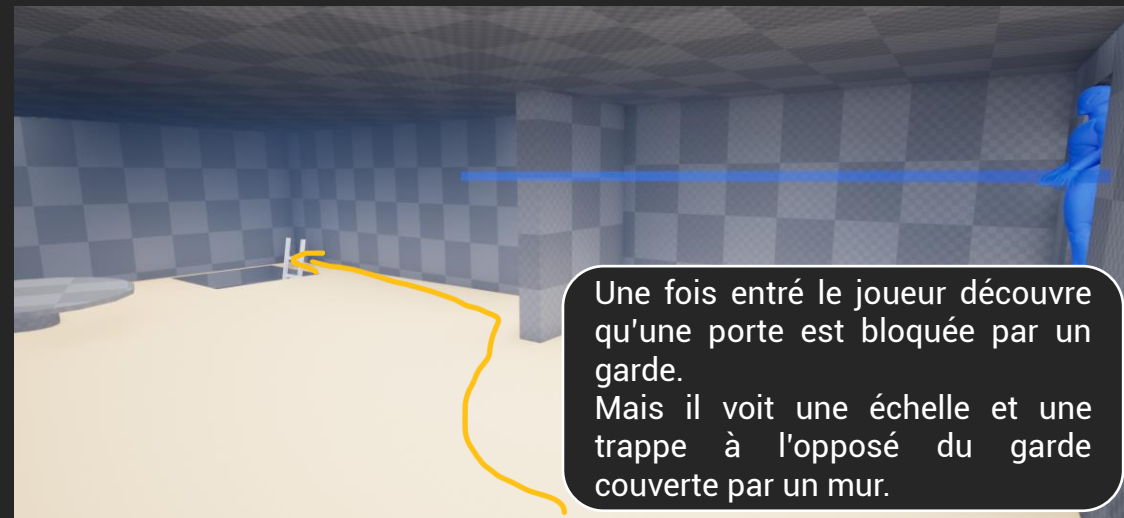 Une fois entré le joueur découvre
qu'une porte est bloquée par un
garde.
Mais il voit une échelle et une
trappe à l'opposé du garde
couverte par un mur.